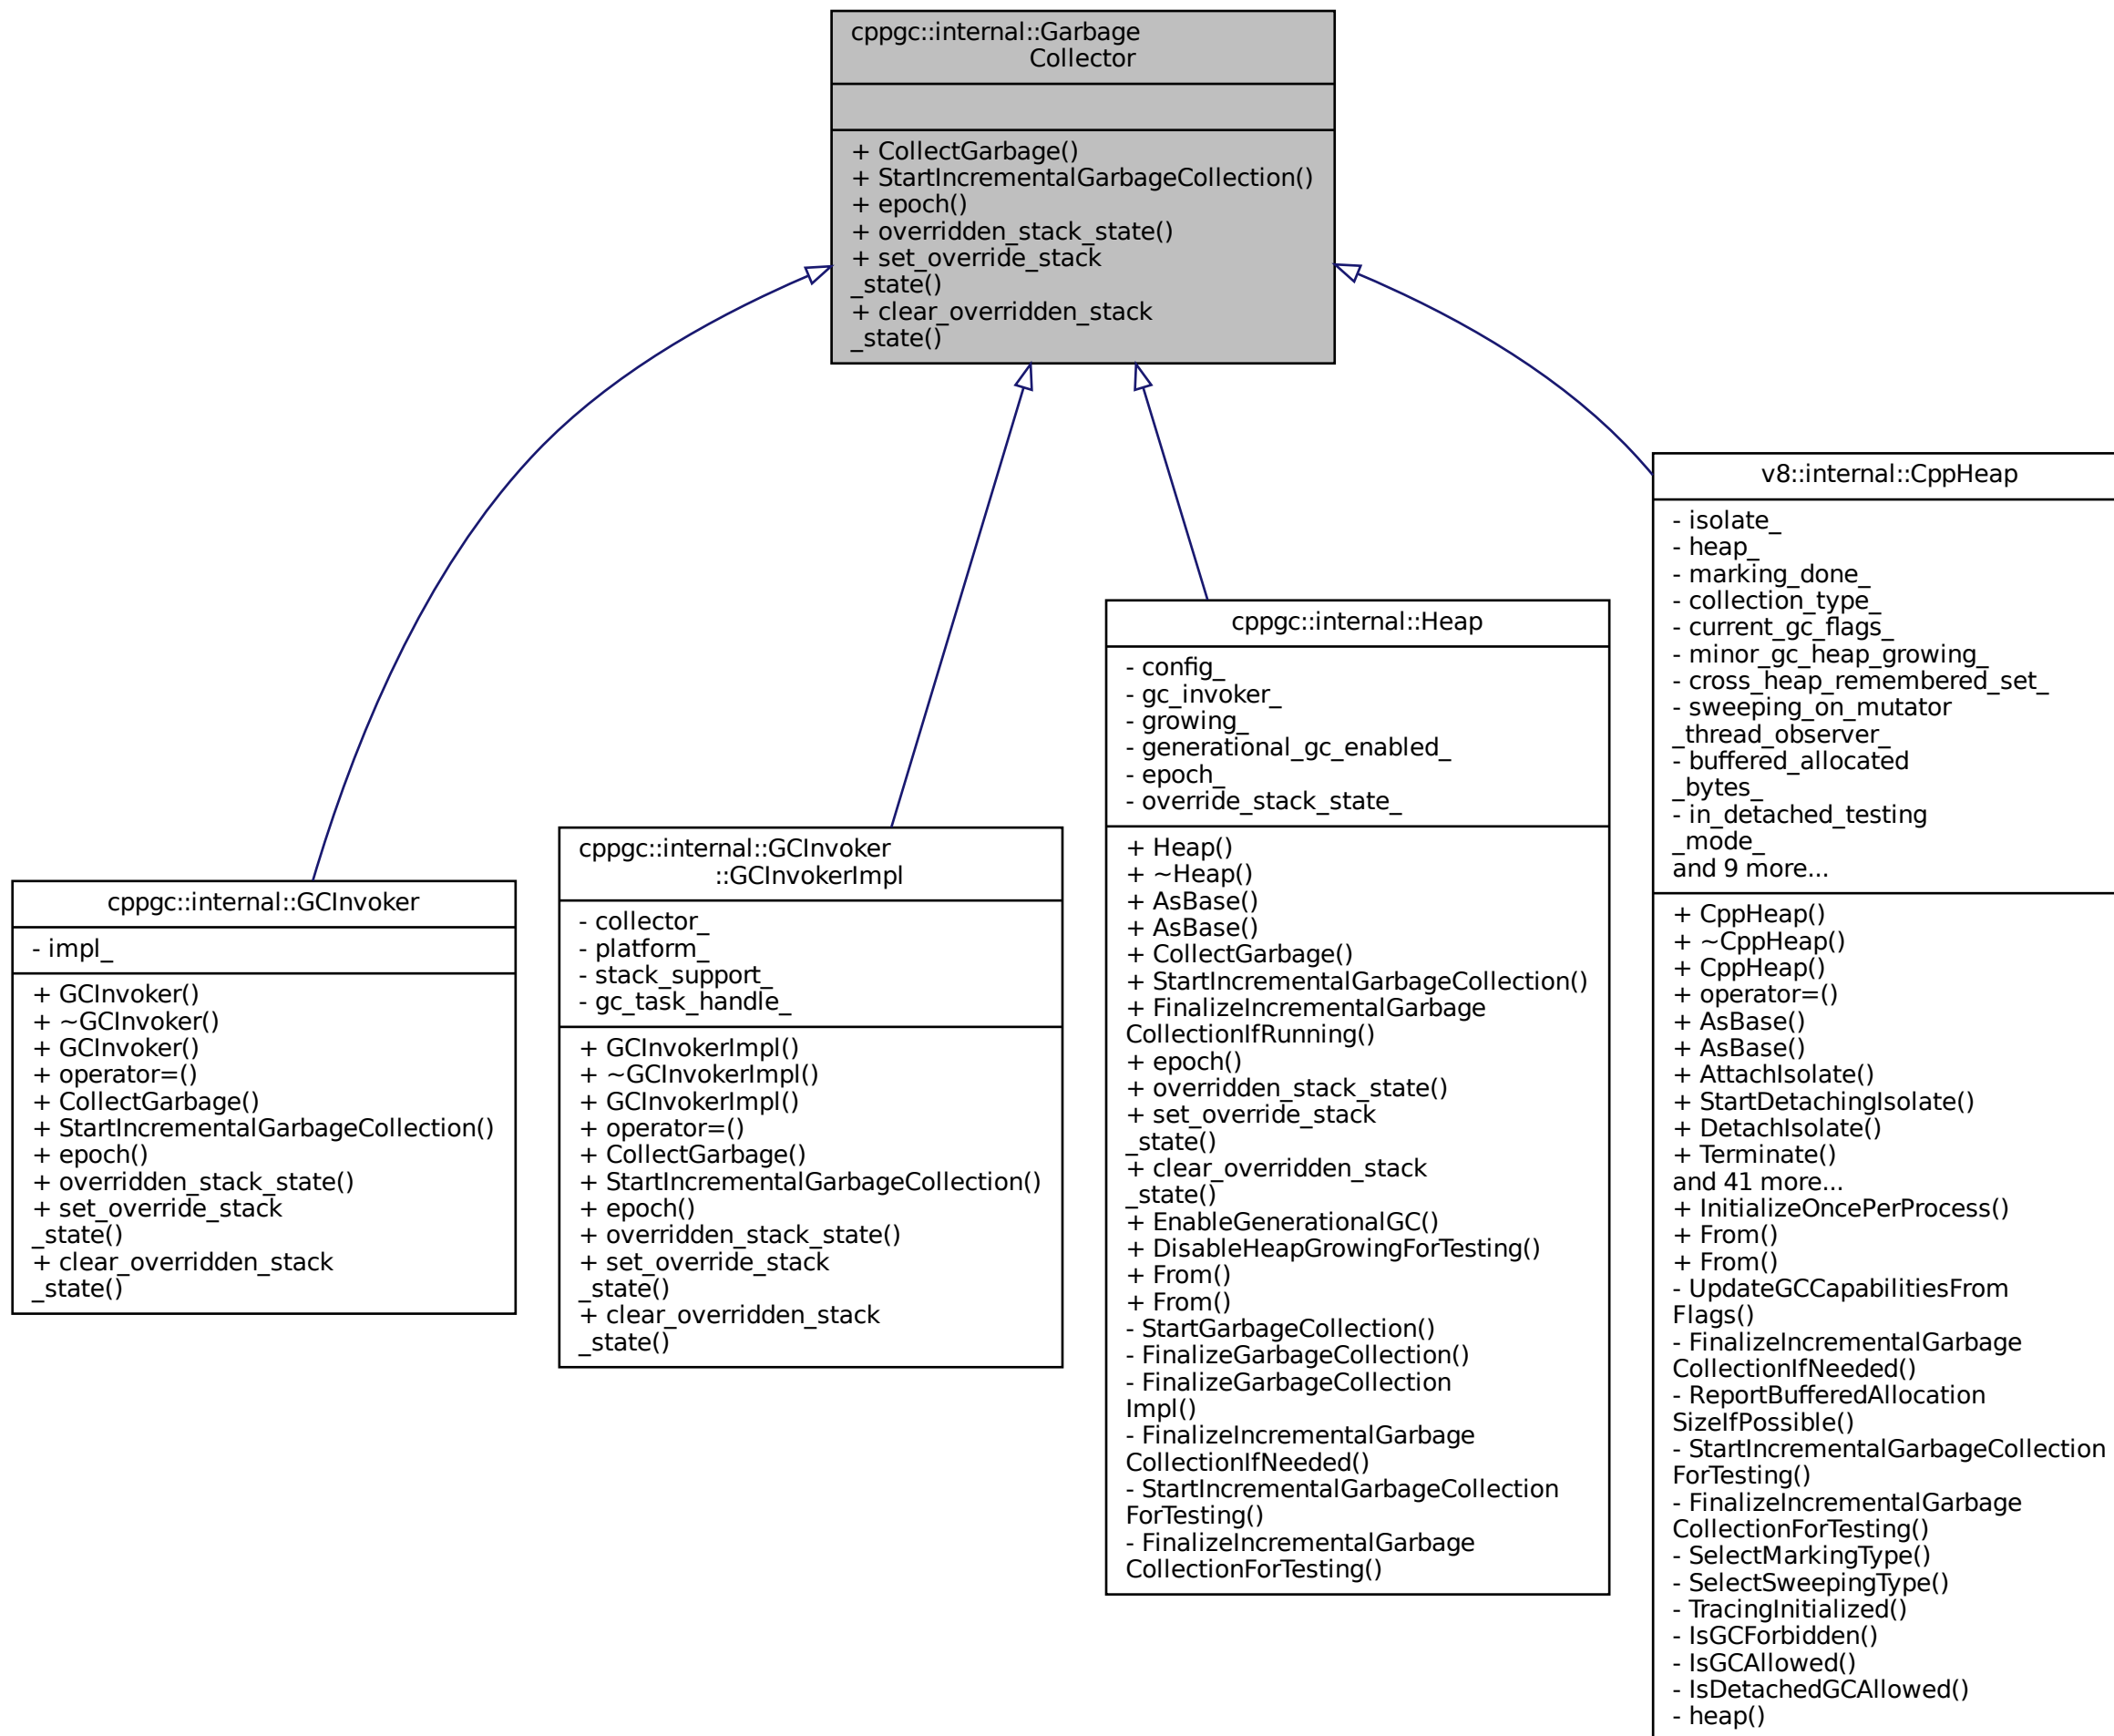 cppgc::internal::Garbage
Collector
+ CollectGarbage()
+ StartIncrementalGarbageCollection()
+ epoch()
+ overridden_stack_state()
+ set_override_stack
_state()
+ clear_overridden_stack
_state()
cppgc::internal::GCInvoker
- impl_
+ GCInvoker()
+ ~GCInvoker()
+ GCInvoker()
+ operator=()
+ CollectGarbage()
+ StartIncrementalGarbageCollection()
+ epoch()
+ overridden_stack_state()
+ set_override_stack
_state()
+ clear_overridden_stack
_state()
cppgc::internal::GCInvoker
::GCInvokerImpl
- collector_
- platform_
- stack_support_
- gc_task_handle_
+ GCInvokerImpl()
+ ~GCInvokerImpl()
+ GCInvokerImpl()
+ operator=()
+ CollectGarbage()
+ StartIncrementalGarbageCollection()
+ epoch()
+ overridden_stack_state()
+ set_override_stack
_state()
+ clear_overridden_stack
_state()
cppgc::internal::Heap
- config_
- gc_invoker_
- growing_
- generational_gc_enabled_
- epoch_
- override_stack_state_
+ Heap()
+ ~Heap()
+ AsBase()
+ AsBase()
+ CollectGarbage()
+ StartIncrementalGarbageCollection()
+ FinalizeIncrementalGarbage
CollectionIfRunning()
+ epoch()
+ overridden_stack_state()
+ set_override_stack
_state()
+ clear_overridden_stack
_state()
+ EnableGenerationalGC()
+ DisableHeapGrowingForTesting()
+ From()
+ From()
- StartGarbageCollection()
- FinalizeGarbageCollection()
- FinalizeGarbageCollection
Impl()
- FinalizeIncrementalGarbage
CollectionIfNeeded()
- StartIncrementalGarbageCollection
ForTesting()
- FinalizeIncrementalGarbage
CollectionForTesting()
v8::internal::CppHeap
- isolate_
- heap_
- marking_done_
- collection_type_
- current_gc_flags_
- minor_gc_heap_growing_
- cross_heap_remembered_set_
- sweeping_on_mutator
_thread_observer_
- buffered_allocated
_bytes_
- in_detached_testing
_mode_
and 9 more...
+ CppHeap()
+ ~CppHeap()
+ CppHeap()
+ operator=()
+ AsBase()
+ AsBase()
+ AttachIsolate()
+ StartDetachingIsolate()
+ DetachIsolate()
+ Terminate()
and 41 more...
+ InitializeOncePerProcess()
+ From()
+ From()
- UpdateGCCapabilitiesFrom
Flags()
- FinalizeIncrementalGarbage
CollectionIfNeeded()
- ReportBufferedAllocation
SizeIfPossible()
- StartIncrementalGarbageCollection
ForTesting()
- FinalizeIncrementalGarbage
CollectionForTesting()
- SelectMarkingType()
- SelectSweepingType()
- TracingInitialized()
- IsGCForbidden()
- IsGCAllowed()
- IsDetachedGCAllowed()
- heap()